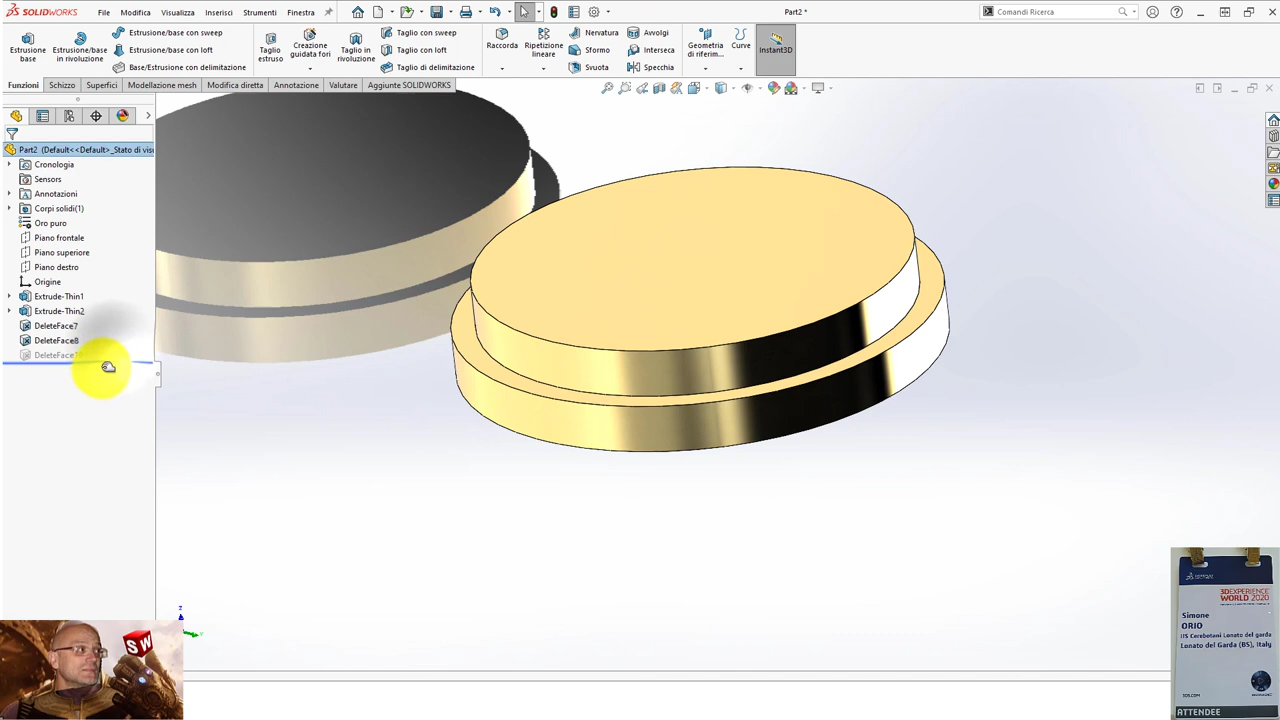 SOLIDWORKS
File
Modifica
Visualizza
Inserisci
Strumenti
Finestra
Part2 *
Comandi Ricerca
Estrusione base
Estrusione/base in rivoluzione
Estrusione/base con sweep
Estrusione/base con loft
Base/Estrusione con delimitazione
Taglio estruso
Creazione guidata fori
Taglio in rivoluzione
Taglio con sweep
Taglio con loft
Taglio di delimitazione
Raccorda
Ripetizione lineare
Nervatura
Sformo
Svuota
Avvolgi
Interseca
Specchia
Geometria di riferim...
Curve
Instant3D
Funzioni
Schizzo
Superfici
Modellazione mesh
Modifica diretta
Annotazione
Valutare
Aggiunte SOLIDWORKS
Part2 (Default<<Default>_Stato di visu
Cronologia
Sensors
Annotazioni
Corpi solidi(1)
Oro puro
Piano frontale
Piano superiore
Piano destro
Origine
Extrude-Thin1
Extrude-Thin2
DeleteFace7
DeleteFace8
z
SW
3DEXPERIENCE
WORLD 2020
Simone
ORIO
IIS Cerebotani Lonato del garda
Lonato del Garda (BS), Italy
3DS.COM
ATTENDEE